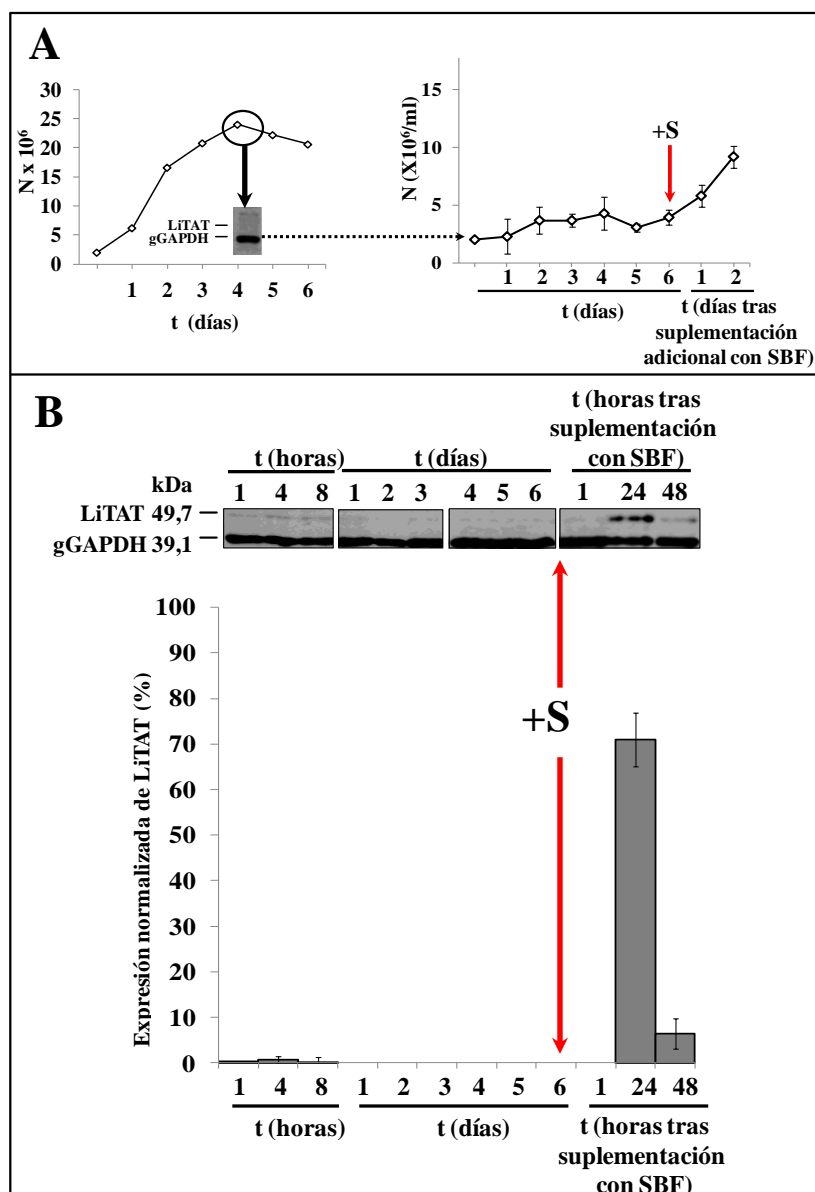 A
30
25
20
15
10
5
0
N x 10⁶
LiTAT
gGAPDH
1 2 3 4 5 6
t (días)
15
10
5
0
N (X10⁶/ml)
+S
1 2 3 4 5 6 1 2
t (días)
t (días tras
suplementación
adicional con SBF)
B
t (horas)
t (días)
t (horas tras
suplementación
con SBF)
kDa
1 4 8 1 2 3 4 5 6 1 24 48
LiTAT 49,7
gGAPDH 39,1
100
90
80
70
60
50
40
30
20
10
0
Expresión normalizada de LiTAT (%)
+S
1 4 8 1 2 3 4 5 6 1 24 48
t (horas)
t (días)
t (horas tras
suplementación
con SBF)